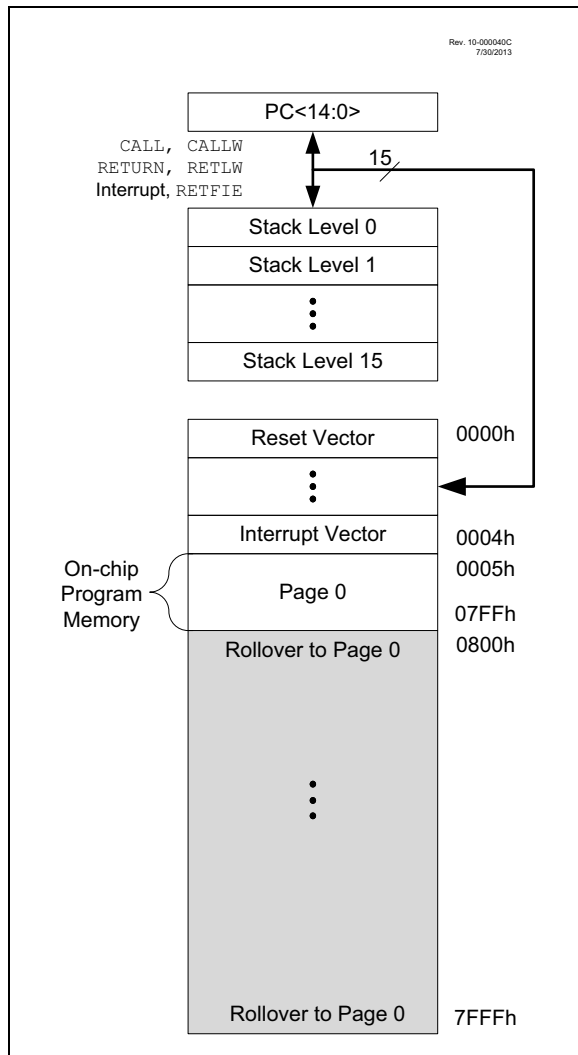 Rev. 10-000040C
7/30/2013
PC<14:0>
CALL, CALLW
RETURN, RETLW
Interrupt, RETFIE
15
Stack Level 0
Stack Level 1
Stack Level 15
Reset Vector
0000h
Interrupt Vector
0004h
On-chip
Program
Memory
0005h
Page 0
07FFh
Rollover to Page 0
0800h
Rollover to Page 0
7FFFh